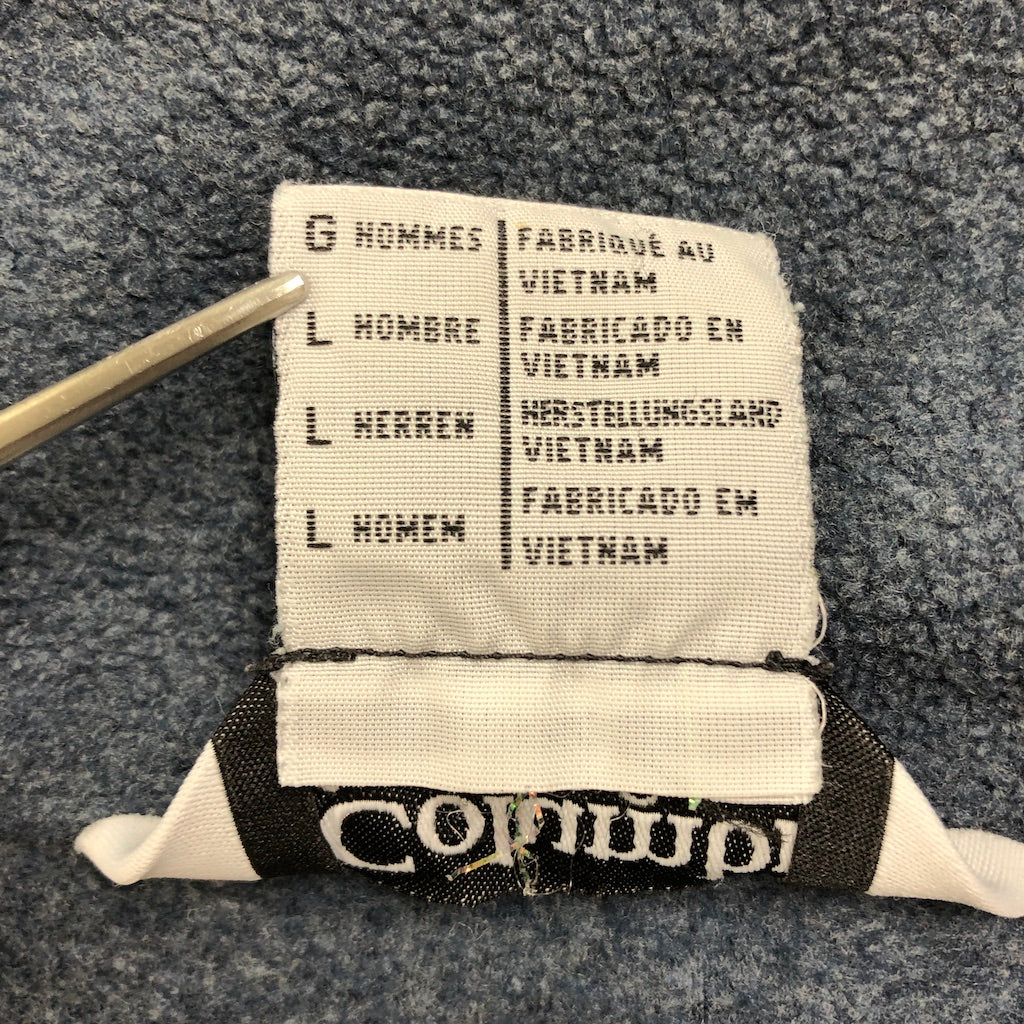 G HOMMES FABRIQUÉ AU
VIETNAM
L HOMBRE FABRICADO EN
VIETNAM
L HERREN HERSTELLUNGSLAND
VIETNAM
L HOMEM FABRICADO EM
VIETNAM